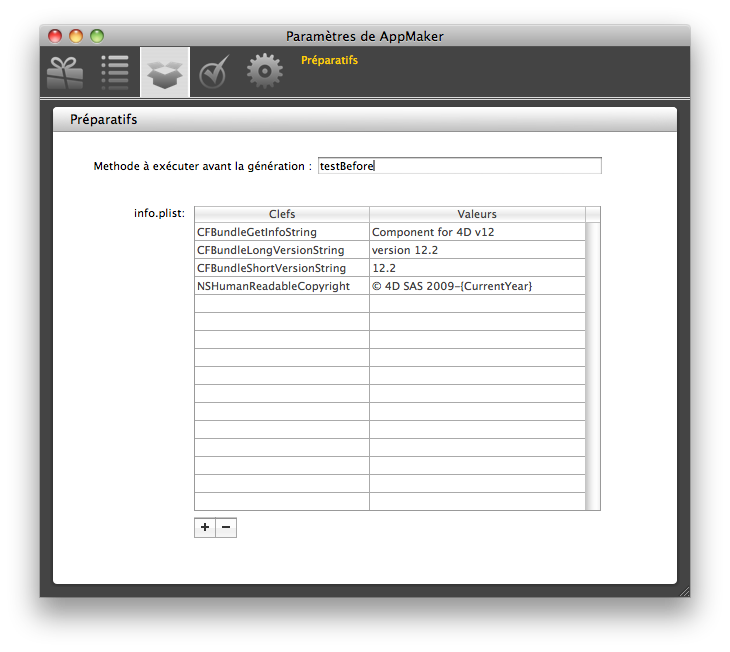 Paramètres de AppMaker
Préparatifs
Préparatifs
Methode à exécuter avant la génération : testBefore
info.plist: Clefs Valeurs
CFBundleGetInfoString Component for 4D v12
CFBundleLongVersionString version 12.2
CFBundleShortVersionString 12.2
NSHumanReadableCopyright © 4D SAS 2009-{CurrentYear}
+ −